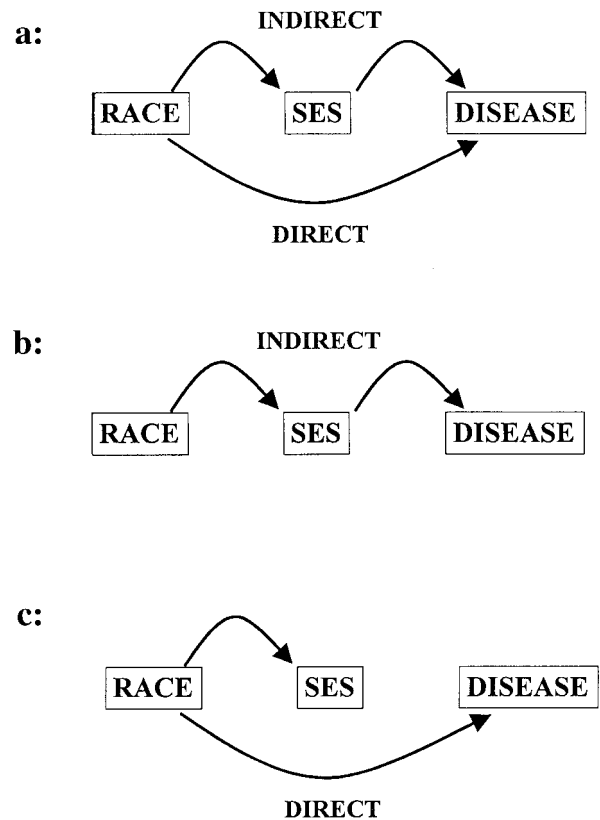 a:
INDIRECT
RACE SES DISEASE
DIRECT
b:
INDIRECT
RACE SES DISEASE
c:
RACE SES DISEASE
DIRECT